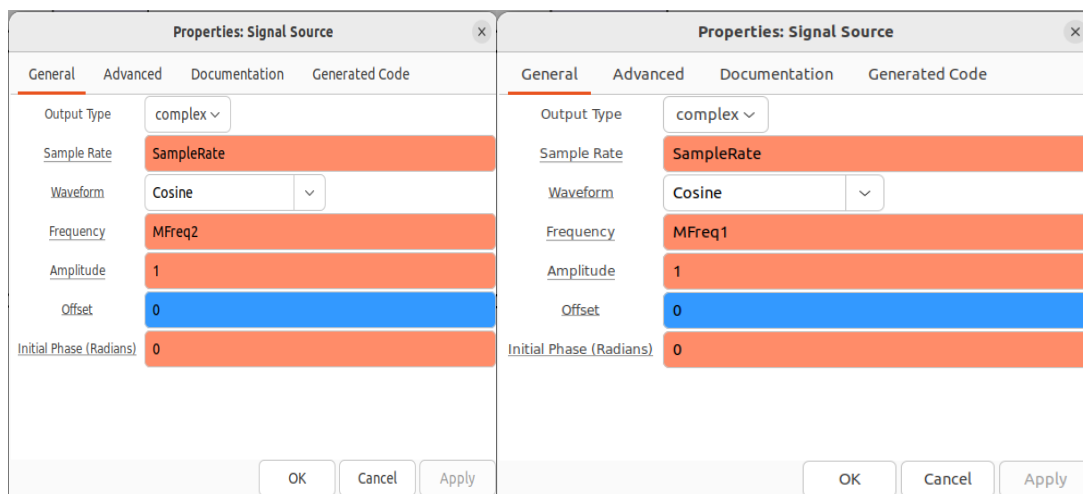 Properties: Signal Source
General Advanced Documentation Generated Code
Output Type complex
Sample Rate SampleRate
Waveform Cosine
Frequency MFreq2
Amplitude 1
Offset 0
Initial Phase (Radians) 0
OK Cancel Apply
Properties: Signal Source
General Advanced Documentation Generated Code
Output Type complex
Sample Rate SampleRate
Waveform Cosine
Frequency MFreq1
Amplitude 1
Offset 0
Initial Phase (Radians) 0
OK Cancel Apply